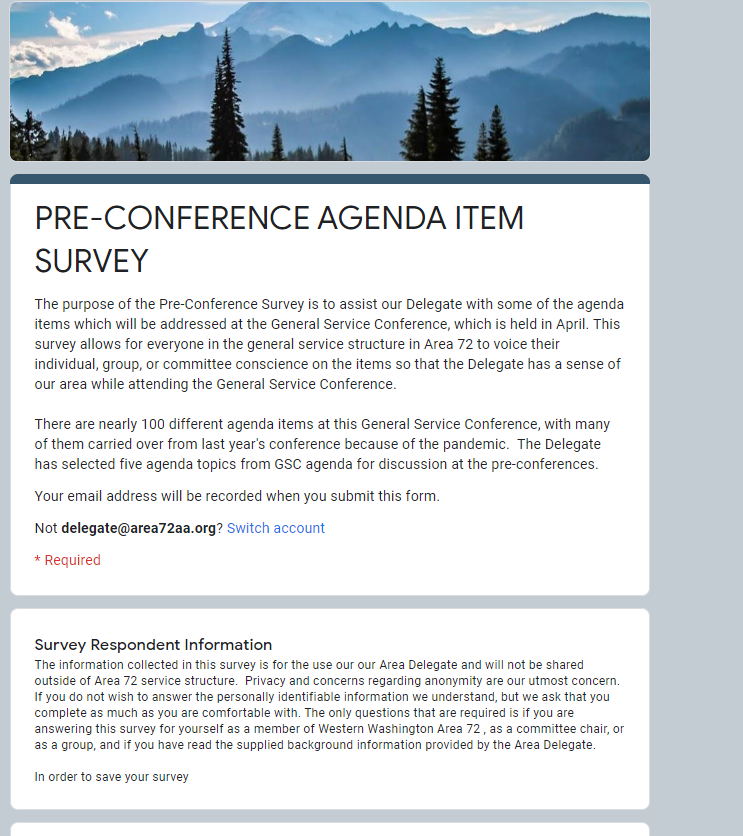 PRE-CONFERENCE AGENDA ITEM
SURVEY
The purpose of the Pre-Conference Survey is to assist our Delegate with some of the agenda
items which will be addressed at the General Service Conference, which is held in April. This
survey allows for everyone in the general service structure in Area 72 to voice their
individual, group, or committee conscience on the items so that the Delegate has a sense of
our area while attending the General Service Conference.
There are nearly 100 different agenda items at this General Service Conference, with many
of them carried over from last year's conference because of the pandemic.  The Delegate
has selected five agenda topics from GSC agenda for discussion at the pre-conferences.
Your email address will be recorded when you submit this form.
Not delegate@area72aa.org? Switch account
* Required
Survey Respondent Information
The information collected in this survey is for the use our our Area Delegate and will not be shared
outside of Area 72 service structure.  Privacy and concerns regarding anonymity are our utmost concern.
If you do not wish to answer the personally identifiable information we understand, but we ask that you
complete as much as you are comfortable with. The only questions that are required is if you are
answering this survey for yourself as a member of Western Washington Area 72 , as a committee chair, or
as a group, and if you have read the supplied background information provided by the Area Delegate.
In order to save your survey